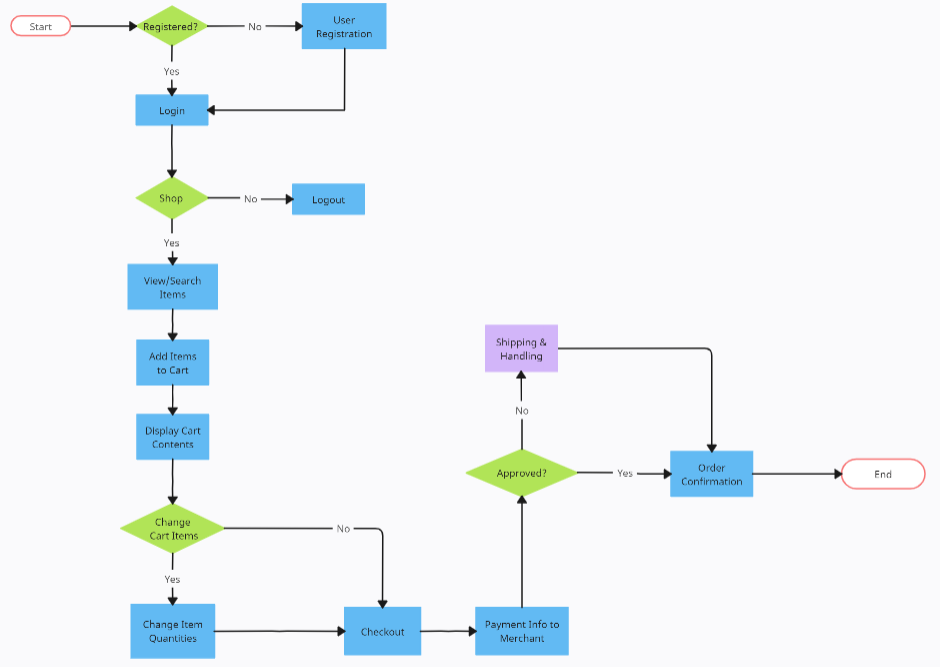 Start
Registered?
No
User
Registration
Yes
Login
Shop
No
Logout
Yes
View/Search
Items
Add Items
to Cart
Display Cart
Contents
Change
Cart Items
No
Yes
Change Item
Quantities
Checkout
Payment Info to
Merchant
Approved?
No
Shipping &
Handling
Yes
Order
Confirmation
End